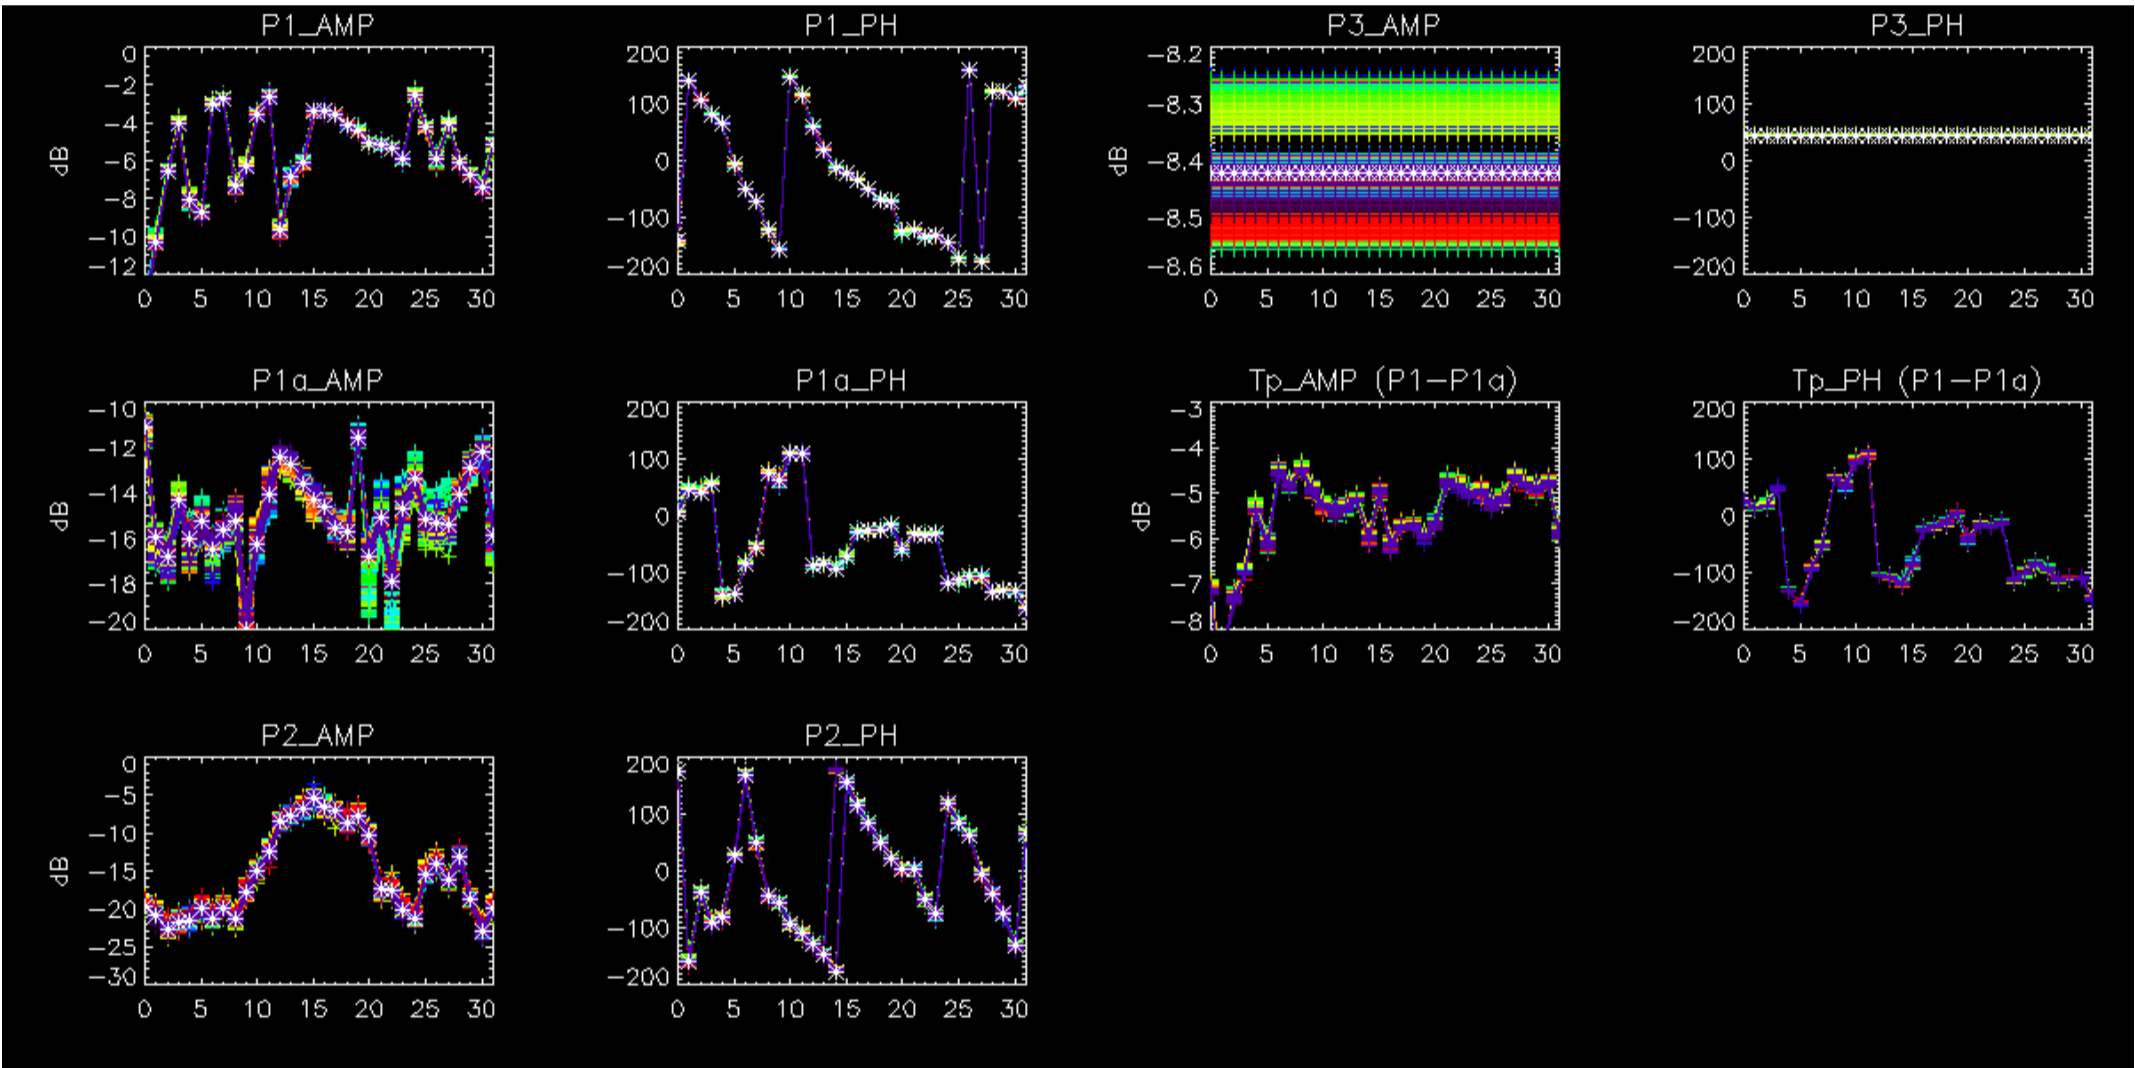 P1_AMP
0
−2
−4
−6
−8
−10
−12
dB
0 5 10 15 20 25 30
P1_PH
200
100
0
−100
−200
0 5 10 15 20 25 30
P3_AMP
−8.2
−8.3
−8.4
−8.5
−8.6
dB
0 5 10 15 20 25 30
P3_PH
200
100
0
−100
−200
0 5 10 15 20 25 30
P1a_AMP
−10
−12
−14
−16
−18
−20
dB
0 5 10 15 20 25 30
P1a_PH
200
100
0
−100
−200
0 5 10 15 20 25 30
Tp_AMP (P1−P1a)
−3
−4
−5
−6
−7
−8
dB
0 5 10 15 20 25 30
Tp_PH (P1−P1a)
200
100
0
−100
−200
0 5 10 15 20 25 30
P2_AMP
0
−5
−10
−15
−20
−25
−30
dB
0 5 10 15 20 25 30
P2_PH
200
100
0
−100
−200
0 5 10 15 20 25 30